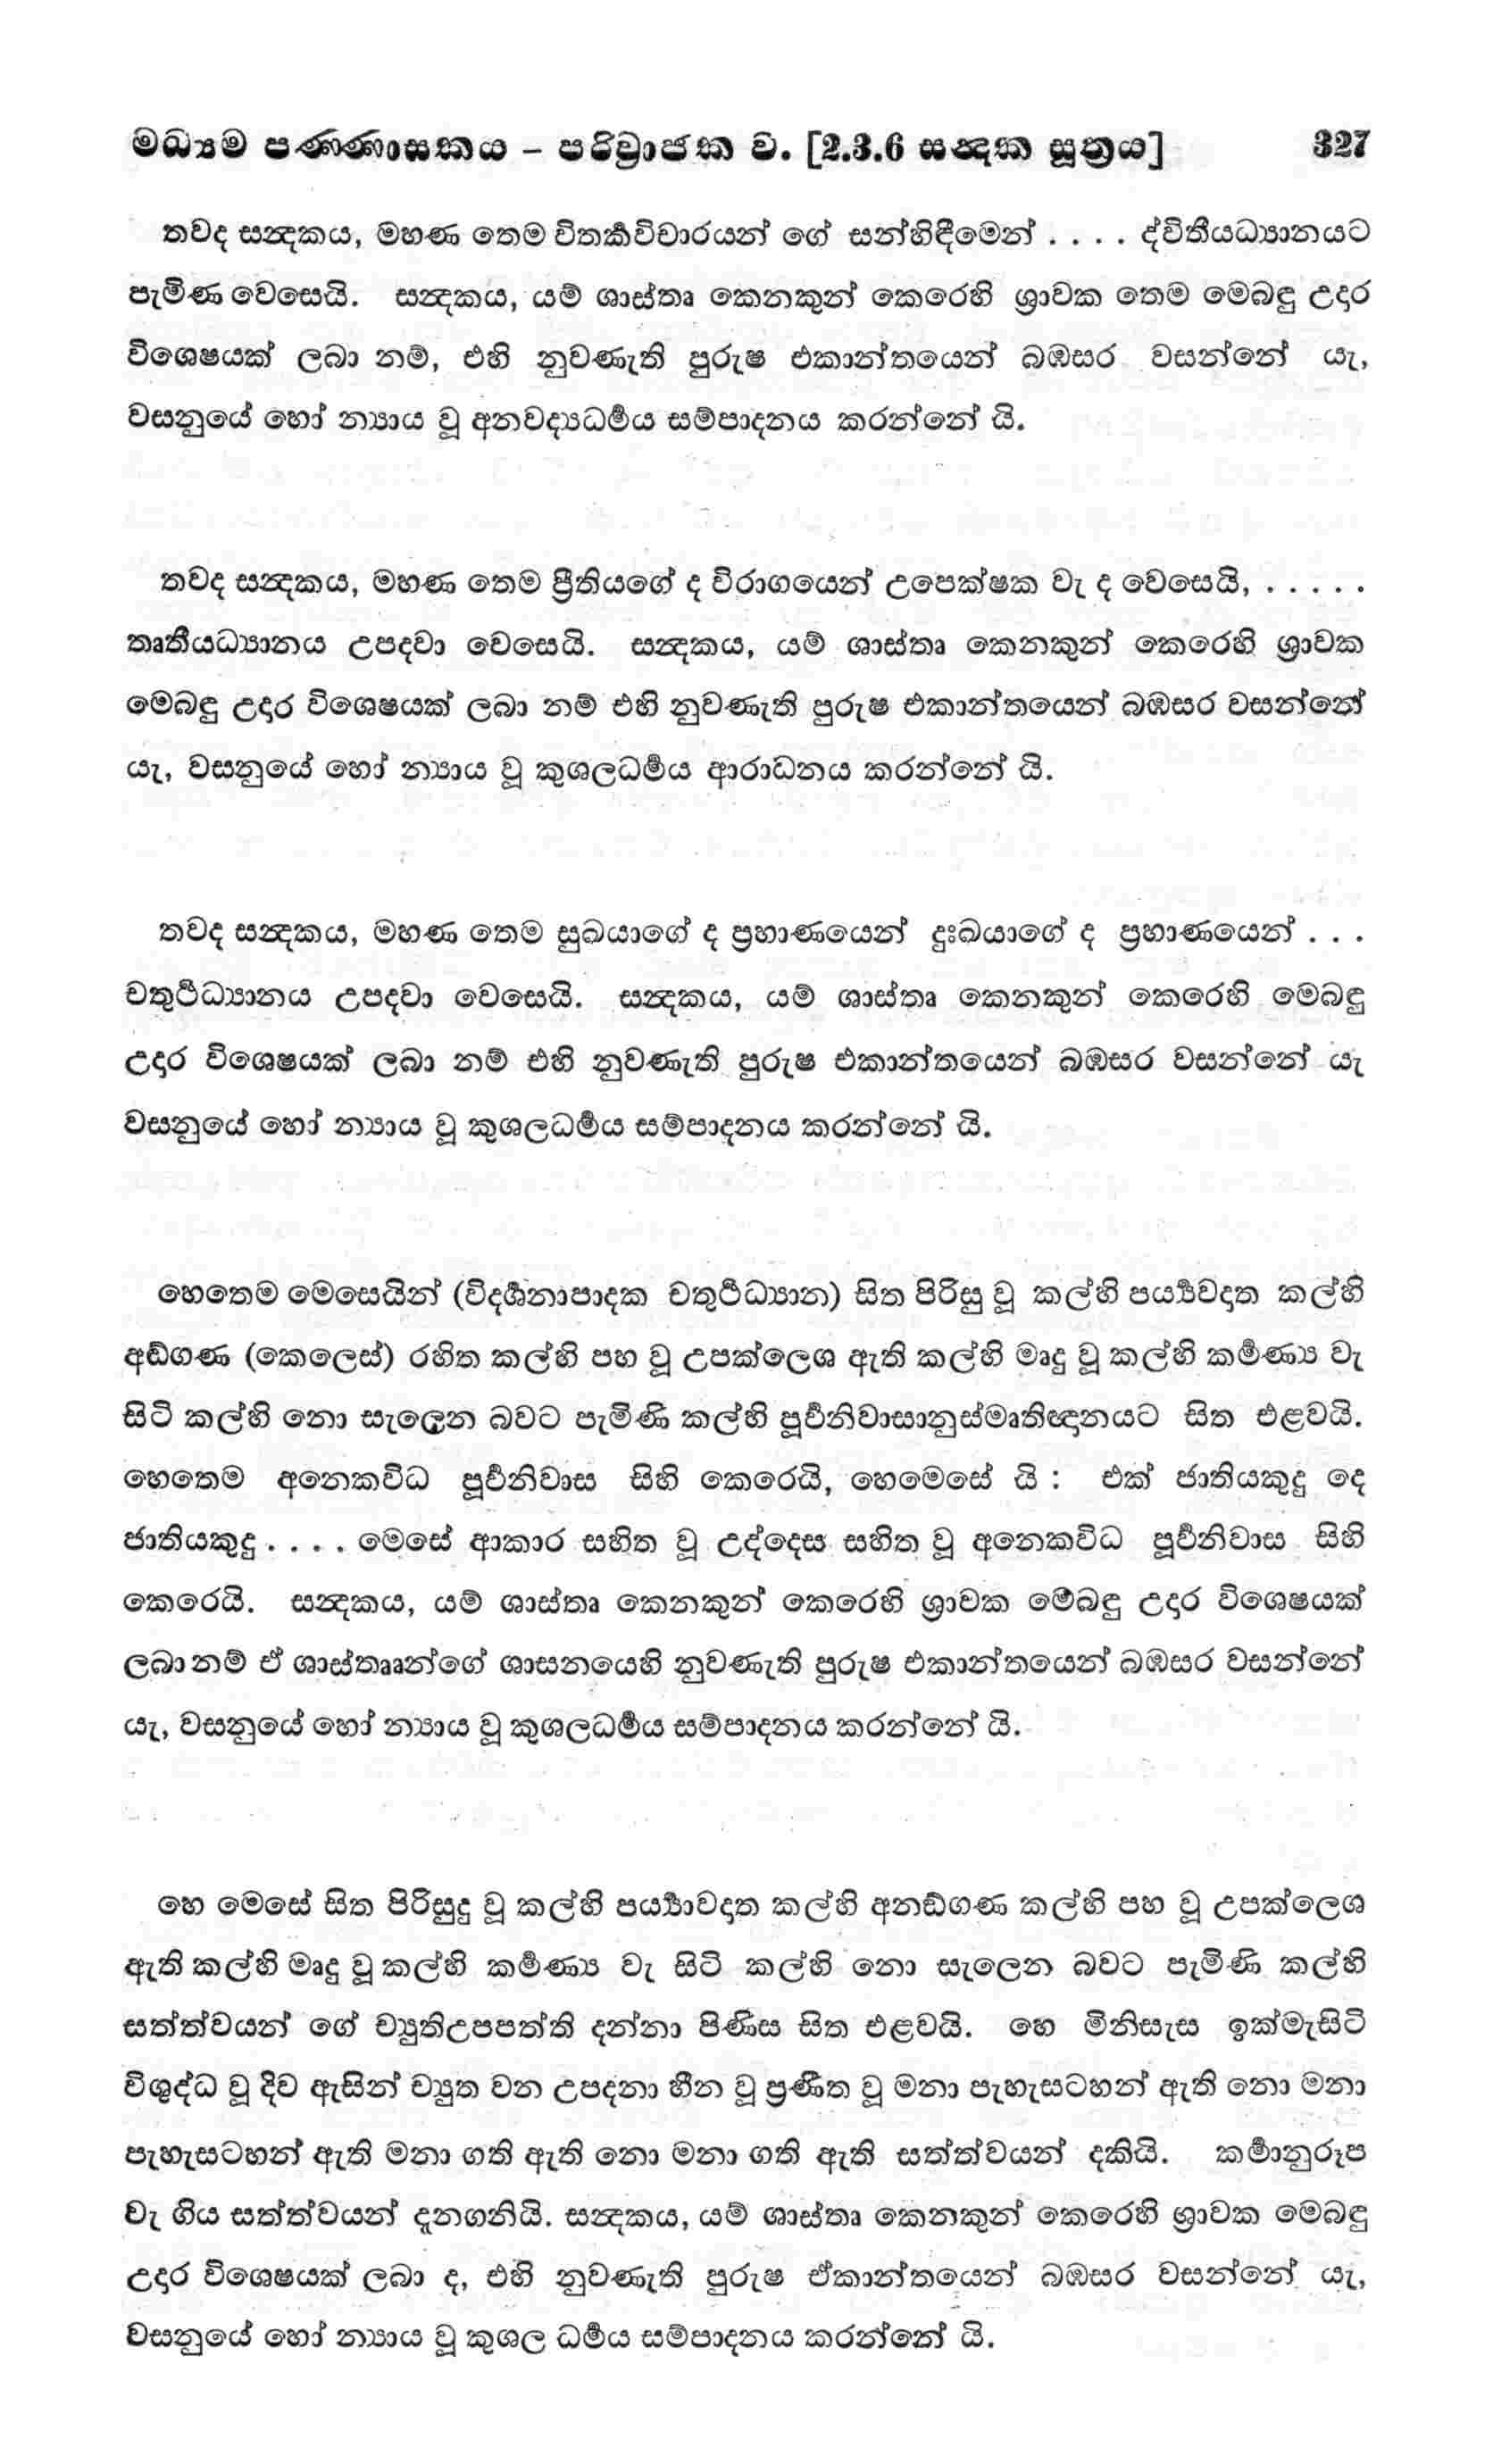 මධ්‍යම පණ්ණාසකය – පරිව්‍රාජක ව. [2.3.6 සන්‍දක සූත්‍රය] 327
තවද සන්‍දකය, මහණ තෙම විතර්‍කවිචාරයන් ගේ සන්හිඳීමෙන් . . . . ද්විතීයධ්‍යානයට
පැමිණ වෙසෙයි. සන්‍දකය, යම් ශාස්තෘ කෙනකුන් කෙරෙහි ශ්‍රාවක තෙම මෙබඳු උදාර
විශෙෂයක් ලබා නම්, එහි නුවණැති පුරුෂ එකාන්තයෙන් බඹසර වසන්නේ යැ,
වසනුයේ හෝ න්‍යාය වූ අනවද්‍යධර්‍මය සම්පාදනය කරන්නේ යි.
තවද සන්‍දකය, මහණ තෙම ප්‍රීතියගේ ද විරාගයෙන් උපෙක්ෂක වැ ද වෙසෙයි, . . . . .
තෘතීයධ්‍යානය උපදවා වෙසෙයි. සන්‍දකය, යම් ශාස්තෘ කෙනකුන් කෙරෙහි ශ්‍රාවක
මෙබඳු උදාර විශෙෂයක් ලබා නම් එහි නුවණැති පුරුෂ එකාන්තයෙන් බඹසර වසන්නේ
යැ, වසනුයේ හෝ න්‍යාය වූ කුශලධර්‍මය ආරාධනය කරන්නේ යි.
තවද සන්‍දකය, මහණ තෙම සුඛයාගේ ද ප්‍රහාණයෙන් දුඃඛයාගේ ද ප්‍රහාණයෙන් . . .
චතුර්‍ථධ්‍යානය උපදවා වෙසෙයි. සන්‍දකය, යම් ශාස්තෘ කෙනකුන් කෙරෙහි මෙබඳු
උදාර විශෙෂයක් ලබා නම් එහි නුවණැති පුරුෂ එකාන්තයෙන් බඹසර වසන්නේ යැ
වසනුයේ හෝ න්‍යාය වූ කුශලධර්‍මය සම්පාදනය කරන්නේ යි.
හෙතෙම මෙසෙයින් (විදර්‍ශනාපාදක චතුර්‍ථධ්‍යාන) සිත පිරිසු වූ කල්හි පර්‍ය්‍යවදාත කල්හි
අඞ්ගණ (කෙලෙස්) රහිත කල්හි පහ වූ උපක්ලෙශ ඇති කල්හි මෘදු වූ කල්හි කර්‍මණ්‍ය වැ
සිටි කල්හි නො සැලෙන බවට පැමිණි කල්හි පූර්‍වනිවාසානුස්මෘතිඥානයට සිත එළවයි.
හෙතෙම අනෙකවිධ පූර්‍වනිවාස සිහි කෙරෙයි, හෙමෙසේ යි : එක් ජාතියකුදු දෙ
ජාතියකුදු . . . . මෙසේ ආකාර සහිත වූ උද්දෙස සහිත වූ අනෙකවිධ පූර්‍වනිවාස සිහි
කෙරෙයි. සන්‍දකය, යම් ශාස්තෘ කෙනකුන් කෙරෙහි ශ්‍රාවක මෙබඳු උදාර විශෙෂයක්
ලබා නම් ඒ ශාස්තෲන්ගේ ශාසනයෙහි නුවණැති පුරුෂ එකාන්තයෙන් බඹසර වසන්නේ
යැ, වසනුයේ හෝ න්‍යාය වූ කුශලධර්‍මය සම්පාදනය කරන්නේ යි.
හෙ මෙසේ සිත පිරිසුදු වූ කල්හි පර්‍ය්‍යාවදාත කල්හි අනඞ්ගණ කල්හි පහ වූ උපක්ලෙශ
ඇති කල්හි මෘදු වූ කල්හි කර්‍මණ්‍ය වැ සිටි කල්හි නො සැලෙන බවට පැමිණි කල්හි
සත්ත්වයන් ගේ ච්‍යුතිඋපපත්ති දන්නා පිණිස සිත එළවයි. හෙ මිනිසැස ඉක්මැසිටි
විශුද්ධ වූ දිව ඇසින් ච්‍යුත වන උපදනා හීන වූ ප්‍රණීත වූ මනා පැහැසටහන් ඇති නො මනා
පැහැසටහන් ඇති මනා ගති ඇති නො මනා ගති ඇති සත්ත්වයන් දකියි. කර්‍මානුරූප
වැ ගිය සත්ත්වයන් දැනගනියි. සන්‍දකය, යම් ශාස්තෘ කෙනකුන් කෙරෙහි ශ්‍රාවක මෙබඳු
උදාර විශෙෂයක් ලබා ද, එහි නුවණැති පුරුෂ ඒකාන්තයෙන් බඹසර වසන්නේ යැ,
වසනුයේ හෝ න්‍යාය වූ කුශල ධර්‍මය සම්පාදනය කරන්නේ යි.